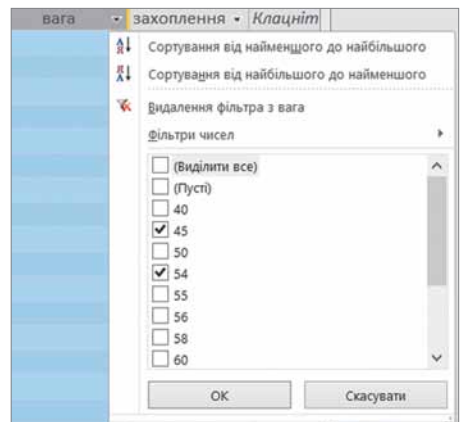 вага захоплення Клацніт
Сортування від найменшого до найбільшого
Сортування від найбільшого до найменшого
Видалення фільтра з вага
Фільтри чисел
(Виділити все)
(Пусті)
40
45
50
54
55
56
58
60
ОК Скасувати